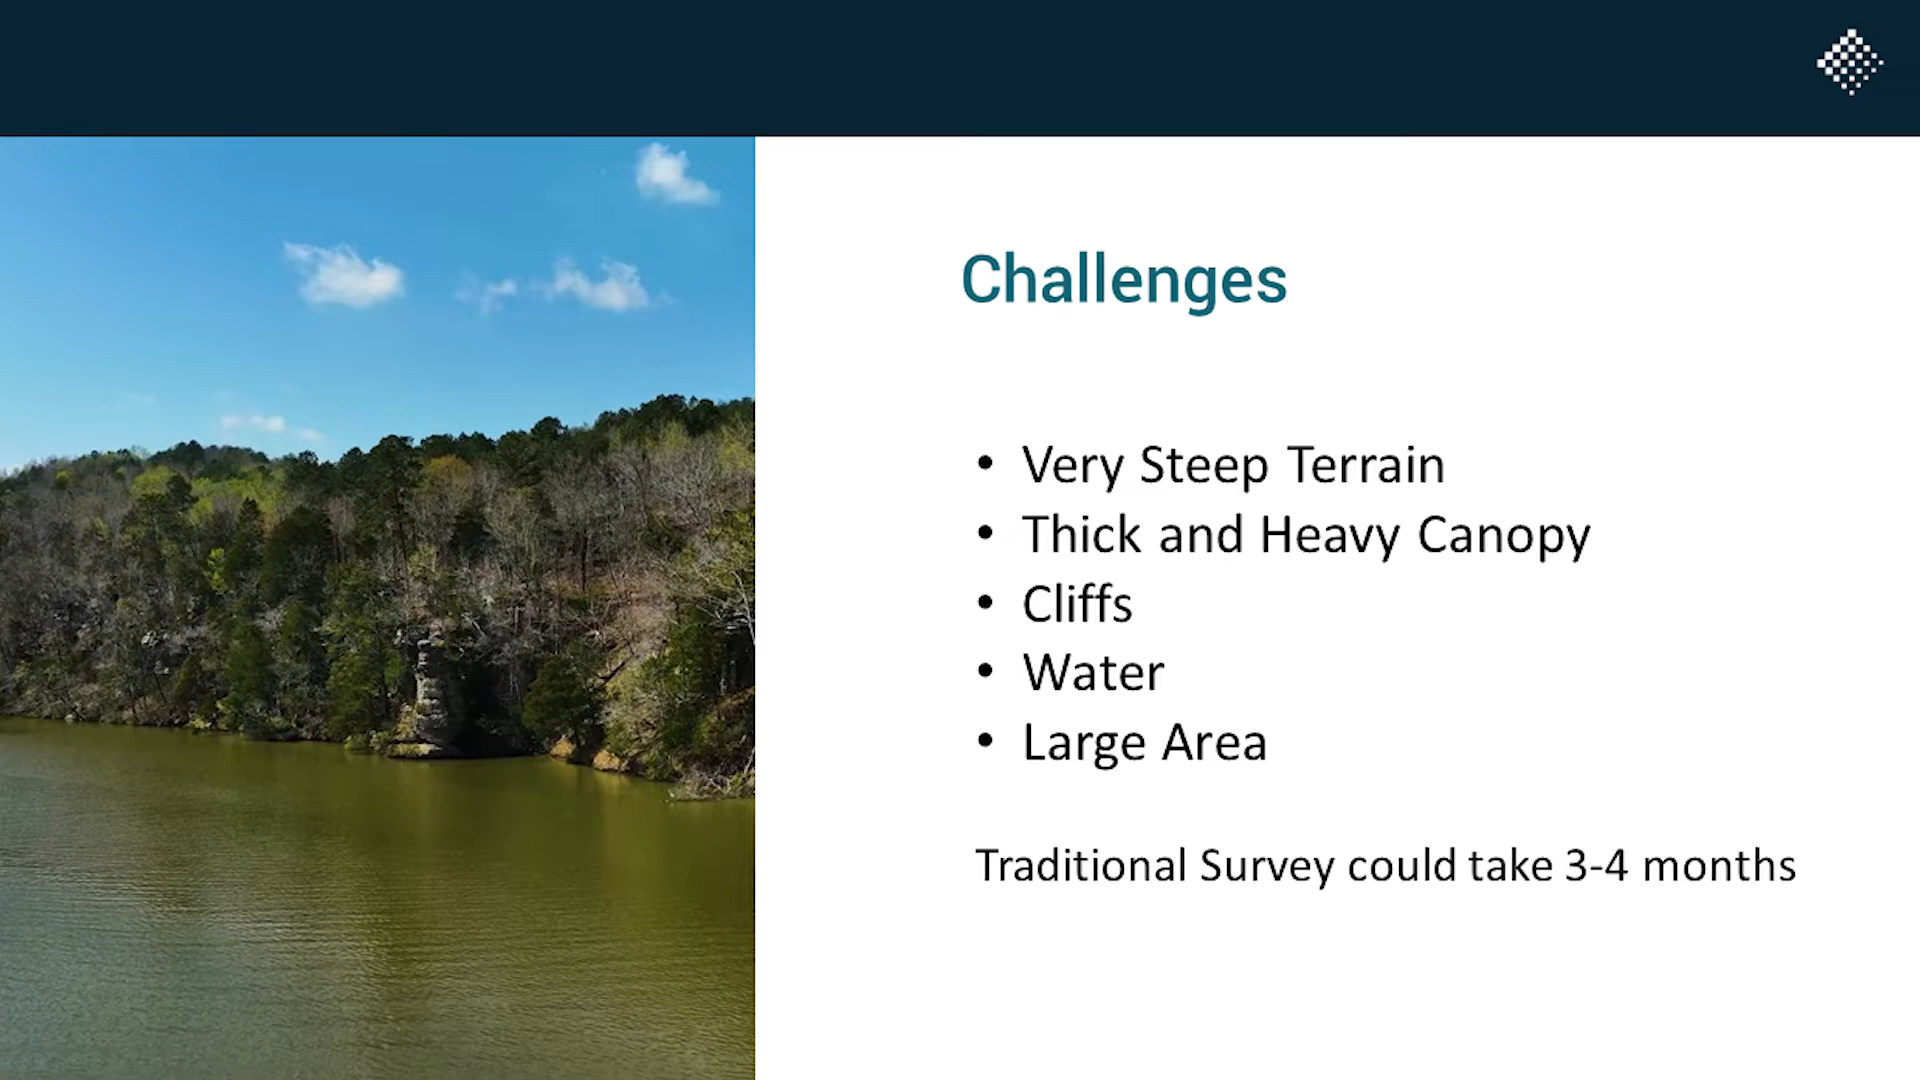 Challenges
• Very Steep Terrain
• Thick and Heavy Canopy
• Cliffs
• Water
• Large Area
Traditional Survey could take 3-4 months